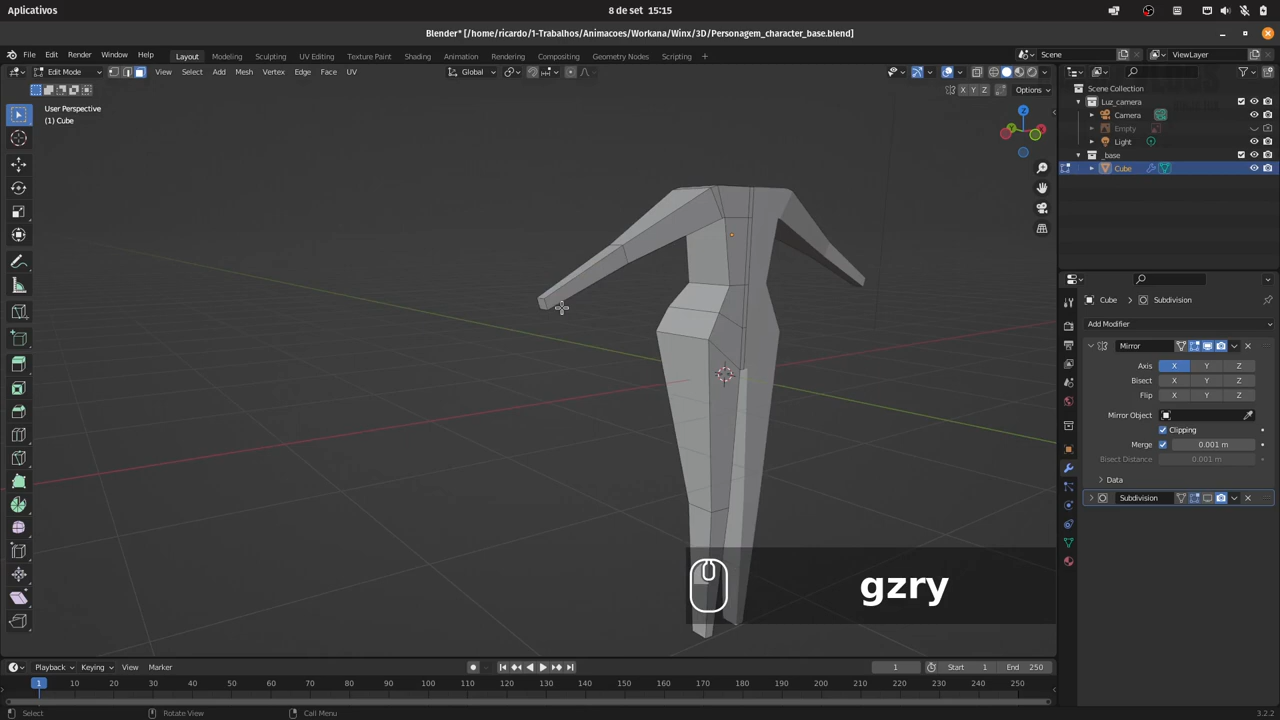 Aplicativos
8 de set 15:15
Blender* [/home/ricardo/1-Trabalhos/Animacoes/Workana/Winx/3D/Personagem_character_base.blend]
File Edit Render Window Help Layout Modeling Sculpting UV Editing Texture Paint Shading Animation Rendering Compositing Geometry Nodes Scripting + Scene ViewLayer
Edit Mode View Select Add Mesh Vertex Edge Face UV Global
X Y Z Options
User Perspective
(1) Cube
Z
Scene Collection
Luz_camera
Camera
Empty
Light
_base
Cube
Cube > Subdivision
Add Modifier
Mirror
Axis X Y Z
Bisect X Y Z
Flip X Y Z
Mirror Object
Clipping
Merge 0.001 m
Bisect Distance 0.001 m
Data
Subdivision
gzry
Playback Keying View Marker 1 Start 1 End 250
1 10 20 30 40 50 60 70 80 90 100 110 120 130 140 150 160 170 180 190 200 210 220 230 240 250
Select Rotate View Call Menu 3.2.2